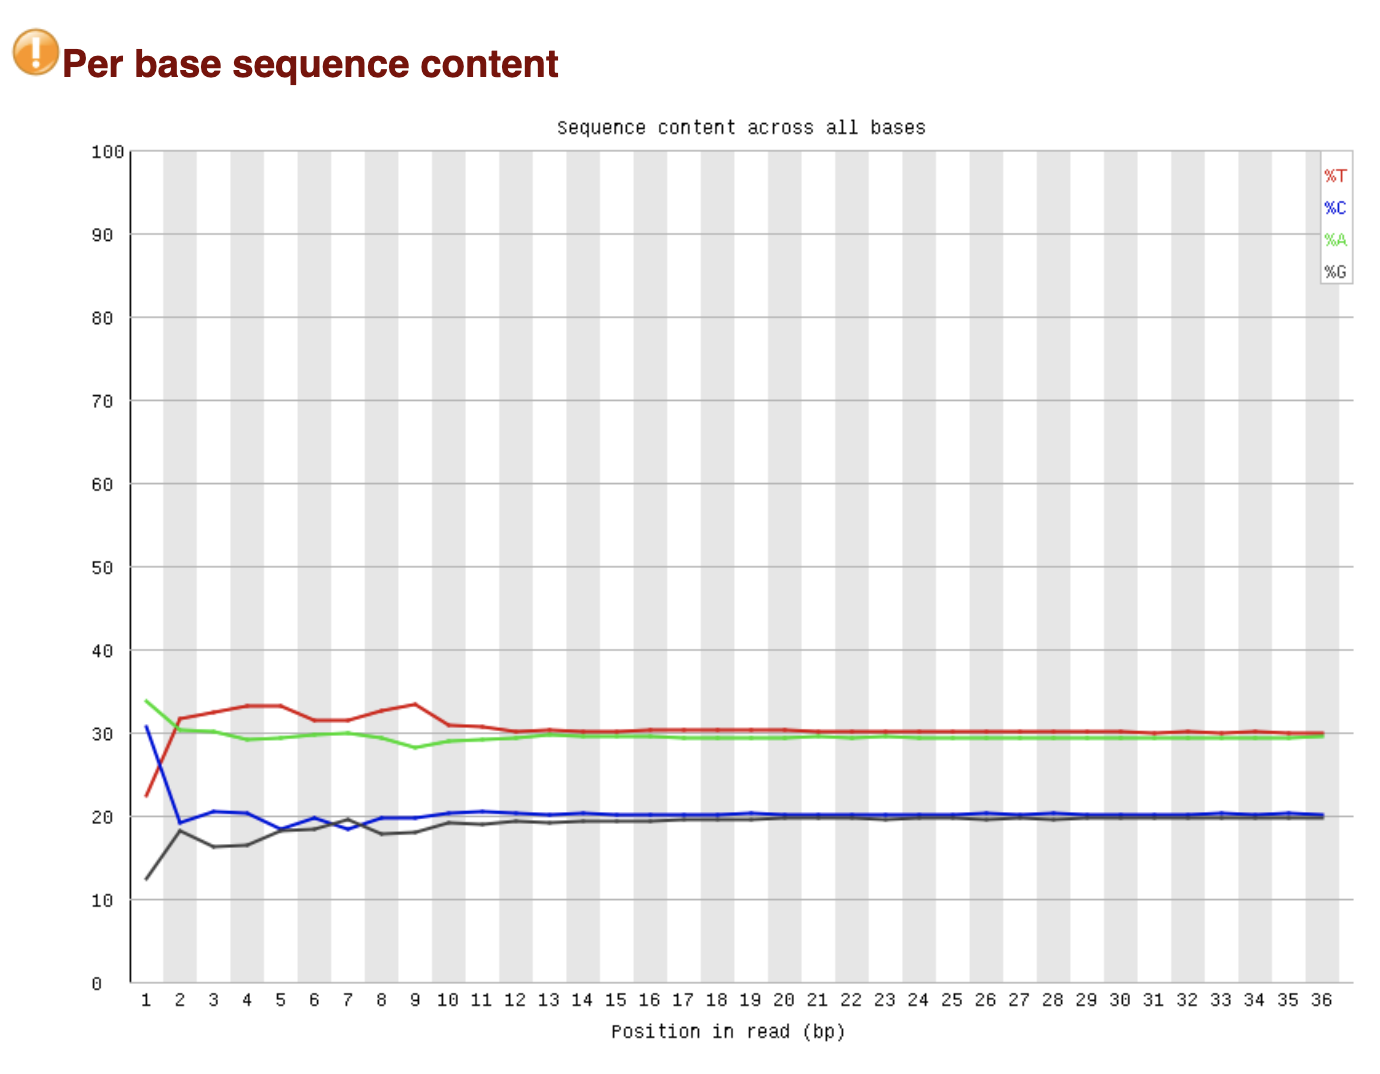 Per base sequence content
Sequence content across all bases
100
90
80
70
60
50
40
30
20
10
0
%T
%C
%A
%G
1 2 3 4 5 6 7 8 9 10 11 12 13 14 15 16 17 18 19 20 21 22 23 24 25 26 27 28 29 30 31 32 33 34 35 36
Position in read (bp)